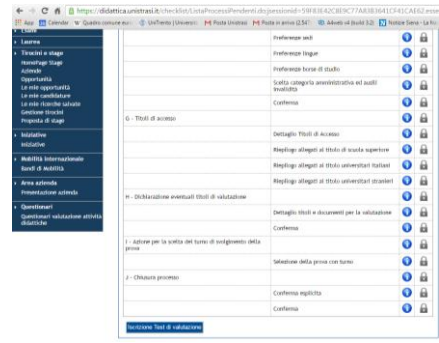 https://didattica.unistrasi.it/checklist/ListaProcessiPendenti.do
App
Calendar
Quadro comune euro
UniTrento | Universit
Posta Unistrasi
Posta in arrivo
Notizie Siena - La No
Esami
Laurea
Tirocini e stage
HomePage Stage
Aziende
Opportunità
Le mie opportunità
Le mie candidature
Le mie ricerche salvate
Gestione tirocini
Proposta di stage
Iniziative
Iniziative
Mobilità internazionale
Bandi di Mobilità
Area azienda
Presentazione azienda
Questionari
Questionari valutazione attività
didattiche
Preferenze sedi
Preferenze lingue
Preferenze borse di studio
Scelta categoria amministrativa ed ausili
invalidità
Conferma
G - Titoli di accesso
Dettaglio Titoli di Accesso
Riepilogo allegati al titolo di scuola superiore
Riepilogo allegati al titolo universitari italiani
Riepilogo allegati al titolo universitari stranieri
H - Dichiarazione eventuali titoli di valutazione
Dettaglio titoli e documenti per la valutazione
Conferma
I - Azione per la scelta del turno di svolgimento della
prova
Selezione della prova con turno
J - Chiusura processo
Conferma esplicita
Conferma
Iscrizione Test di valutazione